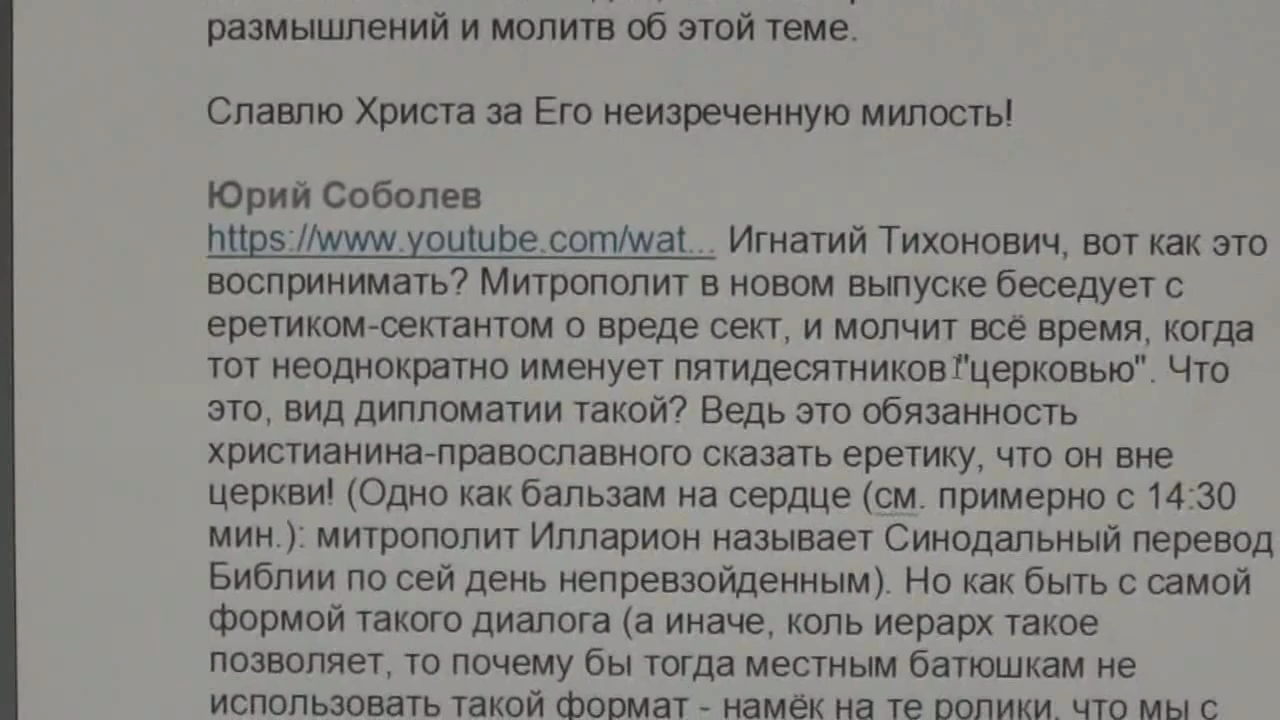 размышлений и молитв об этой теме.
Славлю Христа за Его неизреченную милость!
Юрий Соболев
https://www.youtube.com/wat... Игнатий Тихонович, вот как это
воспринимать? Митрополит в новом выпуске беседует с
еретиком-сектантом о вреде сект, и молчит всё время, когда
тот неоднократно именует пятидесятников "церковью". Что
это, вид дипломатии такой? Ведь это обязанность
христианина-православного сказать еретику, что он вне
церкви! (Одно как бальзам на сердце (см. примерно с 14:30
мин.): митрополит Илларион называет Синодальный перевод
Библии по сей день непревзойденным). Но как быть с самой
формой такого диалога (а иначе, коль иерарх такое
позволяет, то почему бы тогда местным батюшкам не
использовать такой формат - намёк на те ролики, что мы с